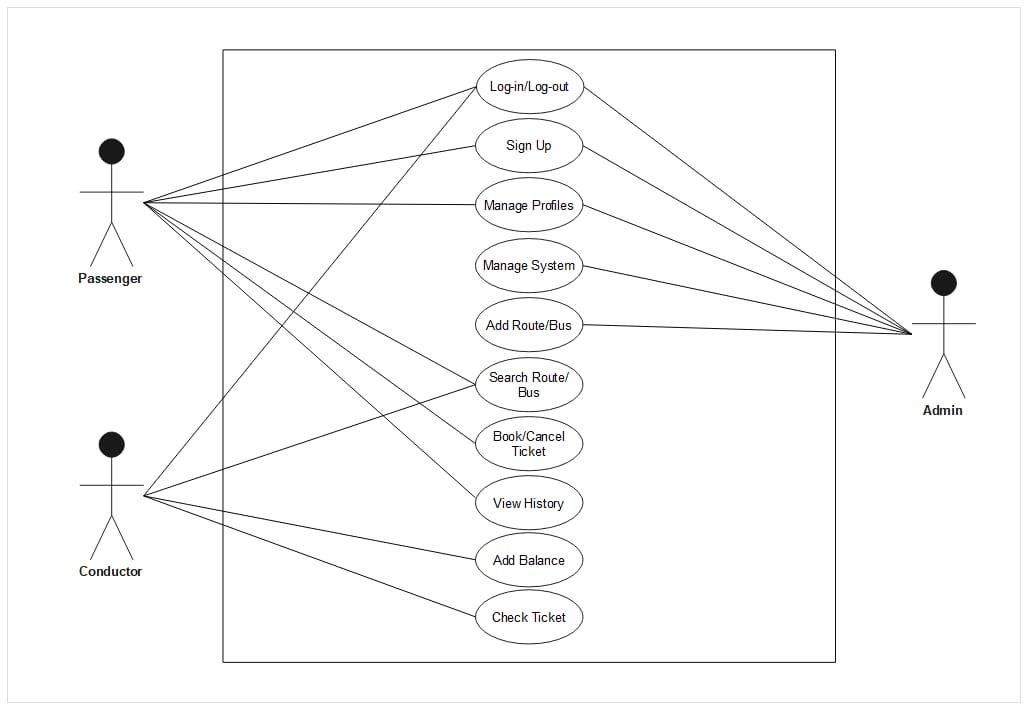 Log-in/Log-out
Sign Up
Manage Profiles
Passenger
Manage System
Add Route/Bus
Search Route/
Bus
Admin
Book/Cancel
Ticket
View History
Add Balance
Conductor
Check Ticket